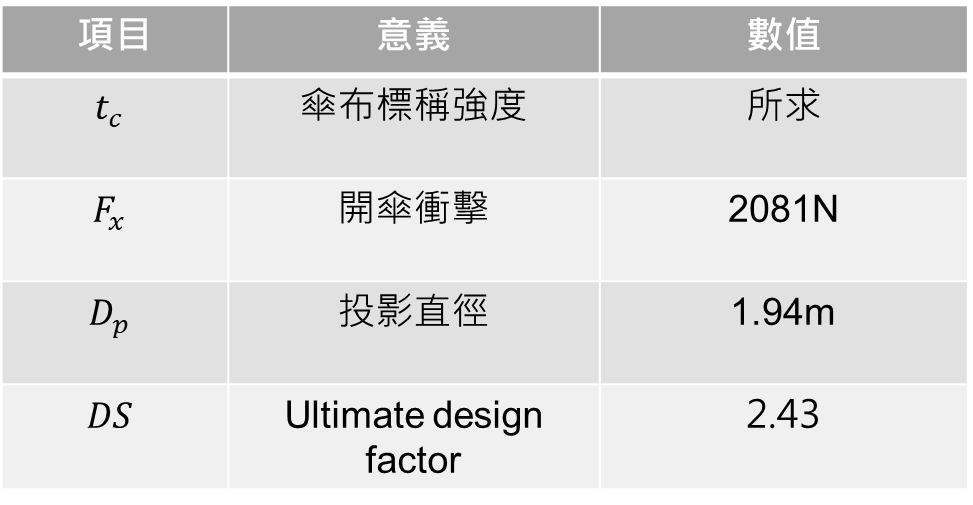 項目 意義 數值
t_c 傘布標稱強度 所求
F_x 開傘衝擊 2081N
D_p 投影直徑 1.94m
DS Ultimate design 2.43
factor